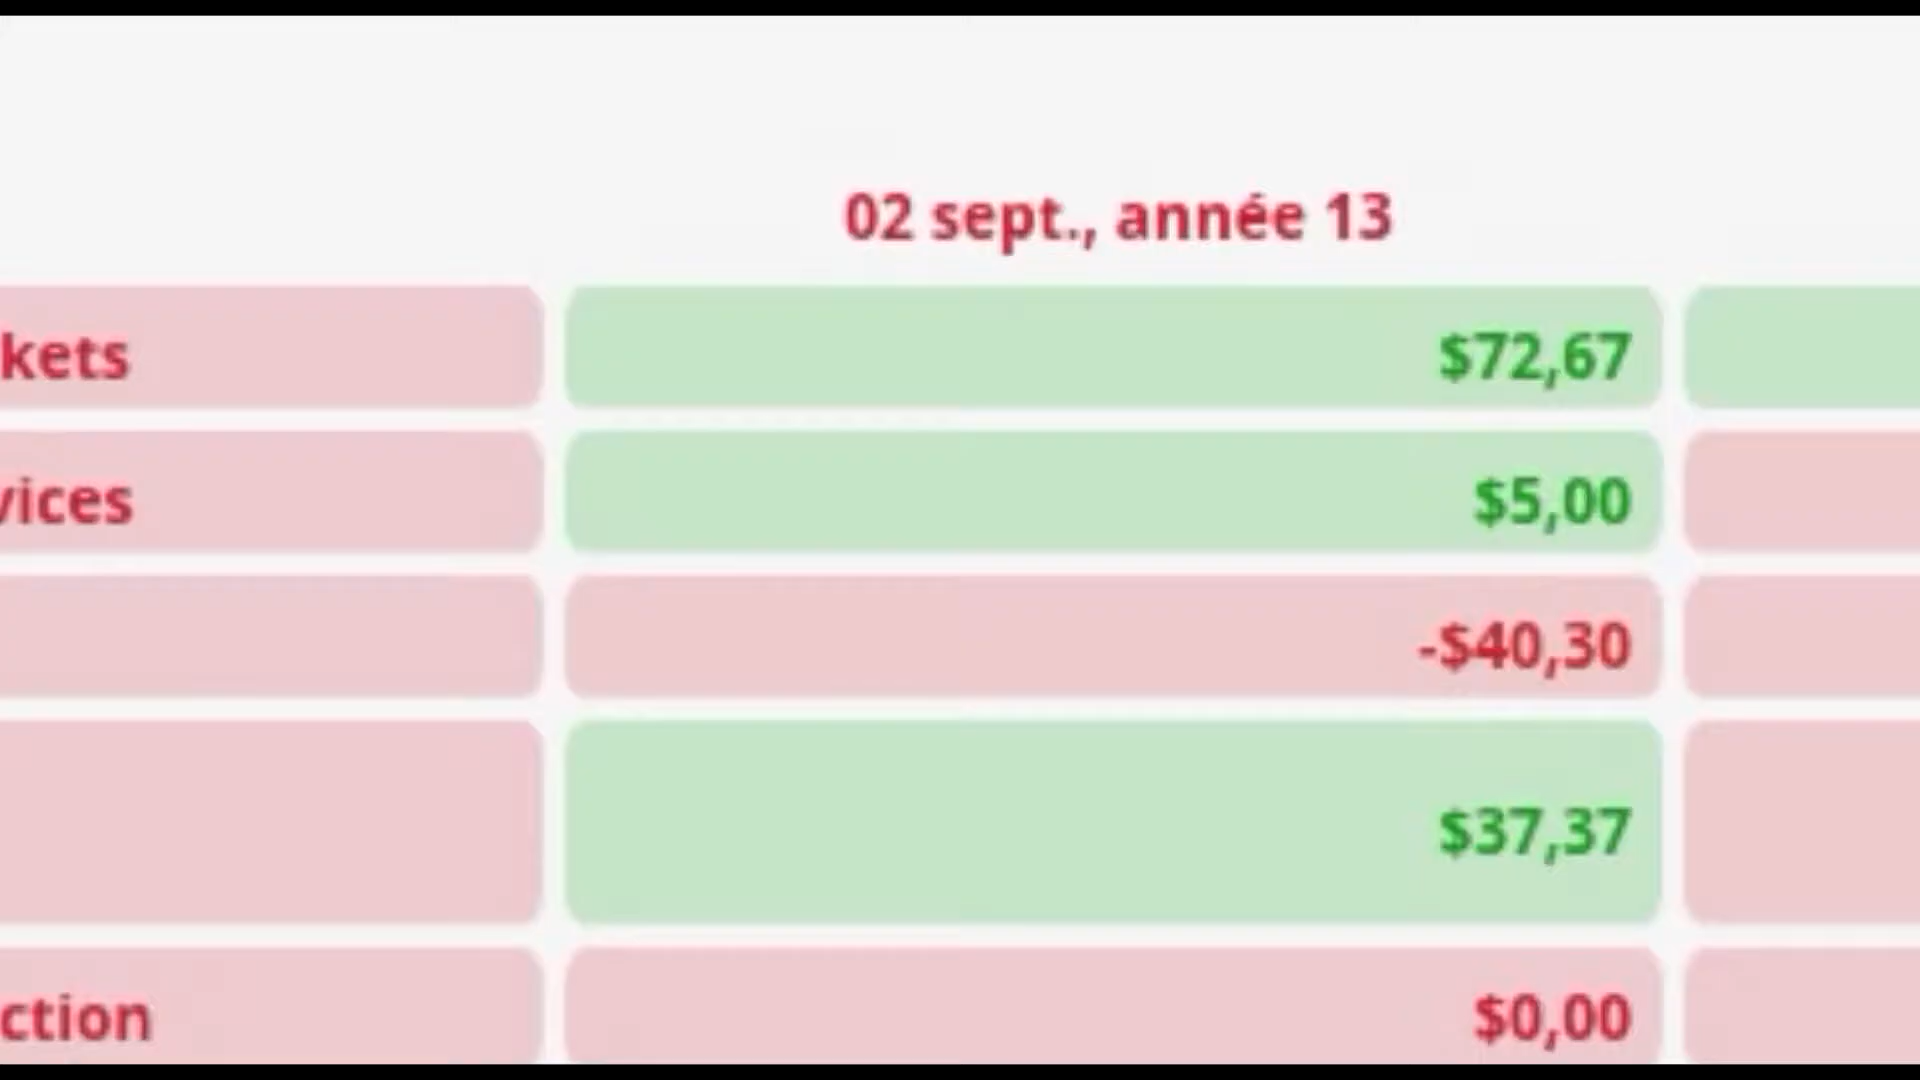 02 sept., année 13
kets $72,67
vices $5,00
-$40,30
$37,37
ction $0,00